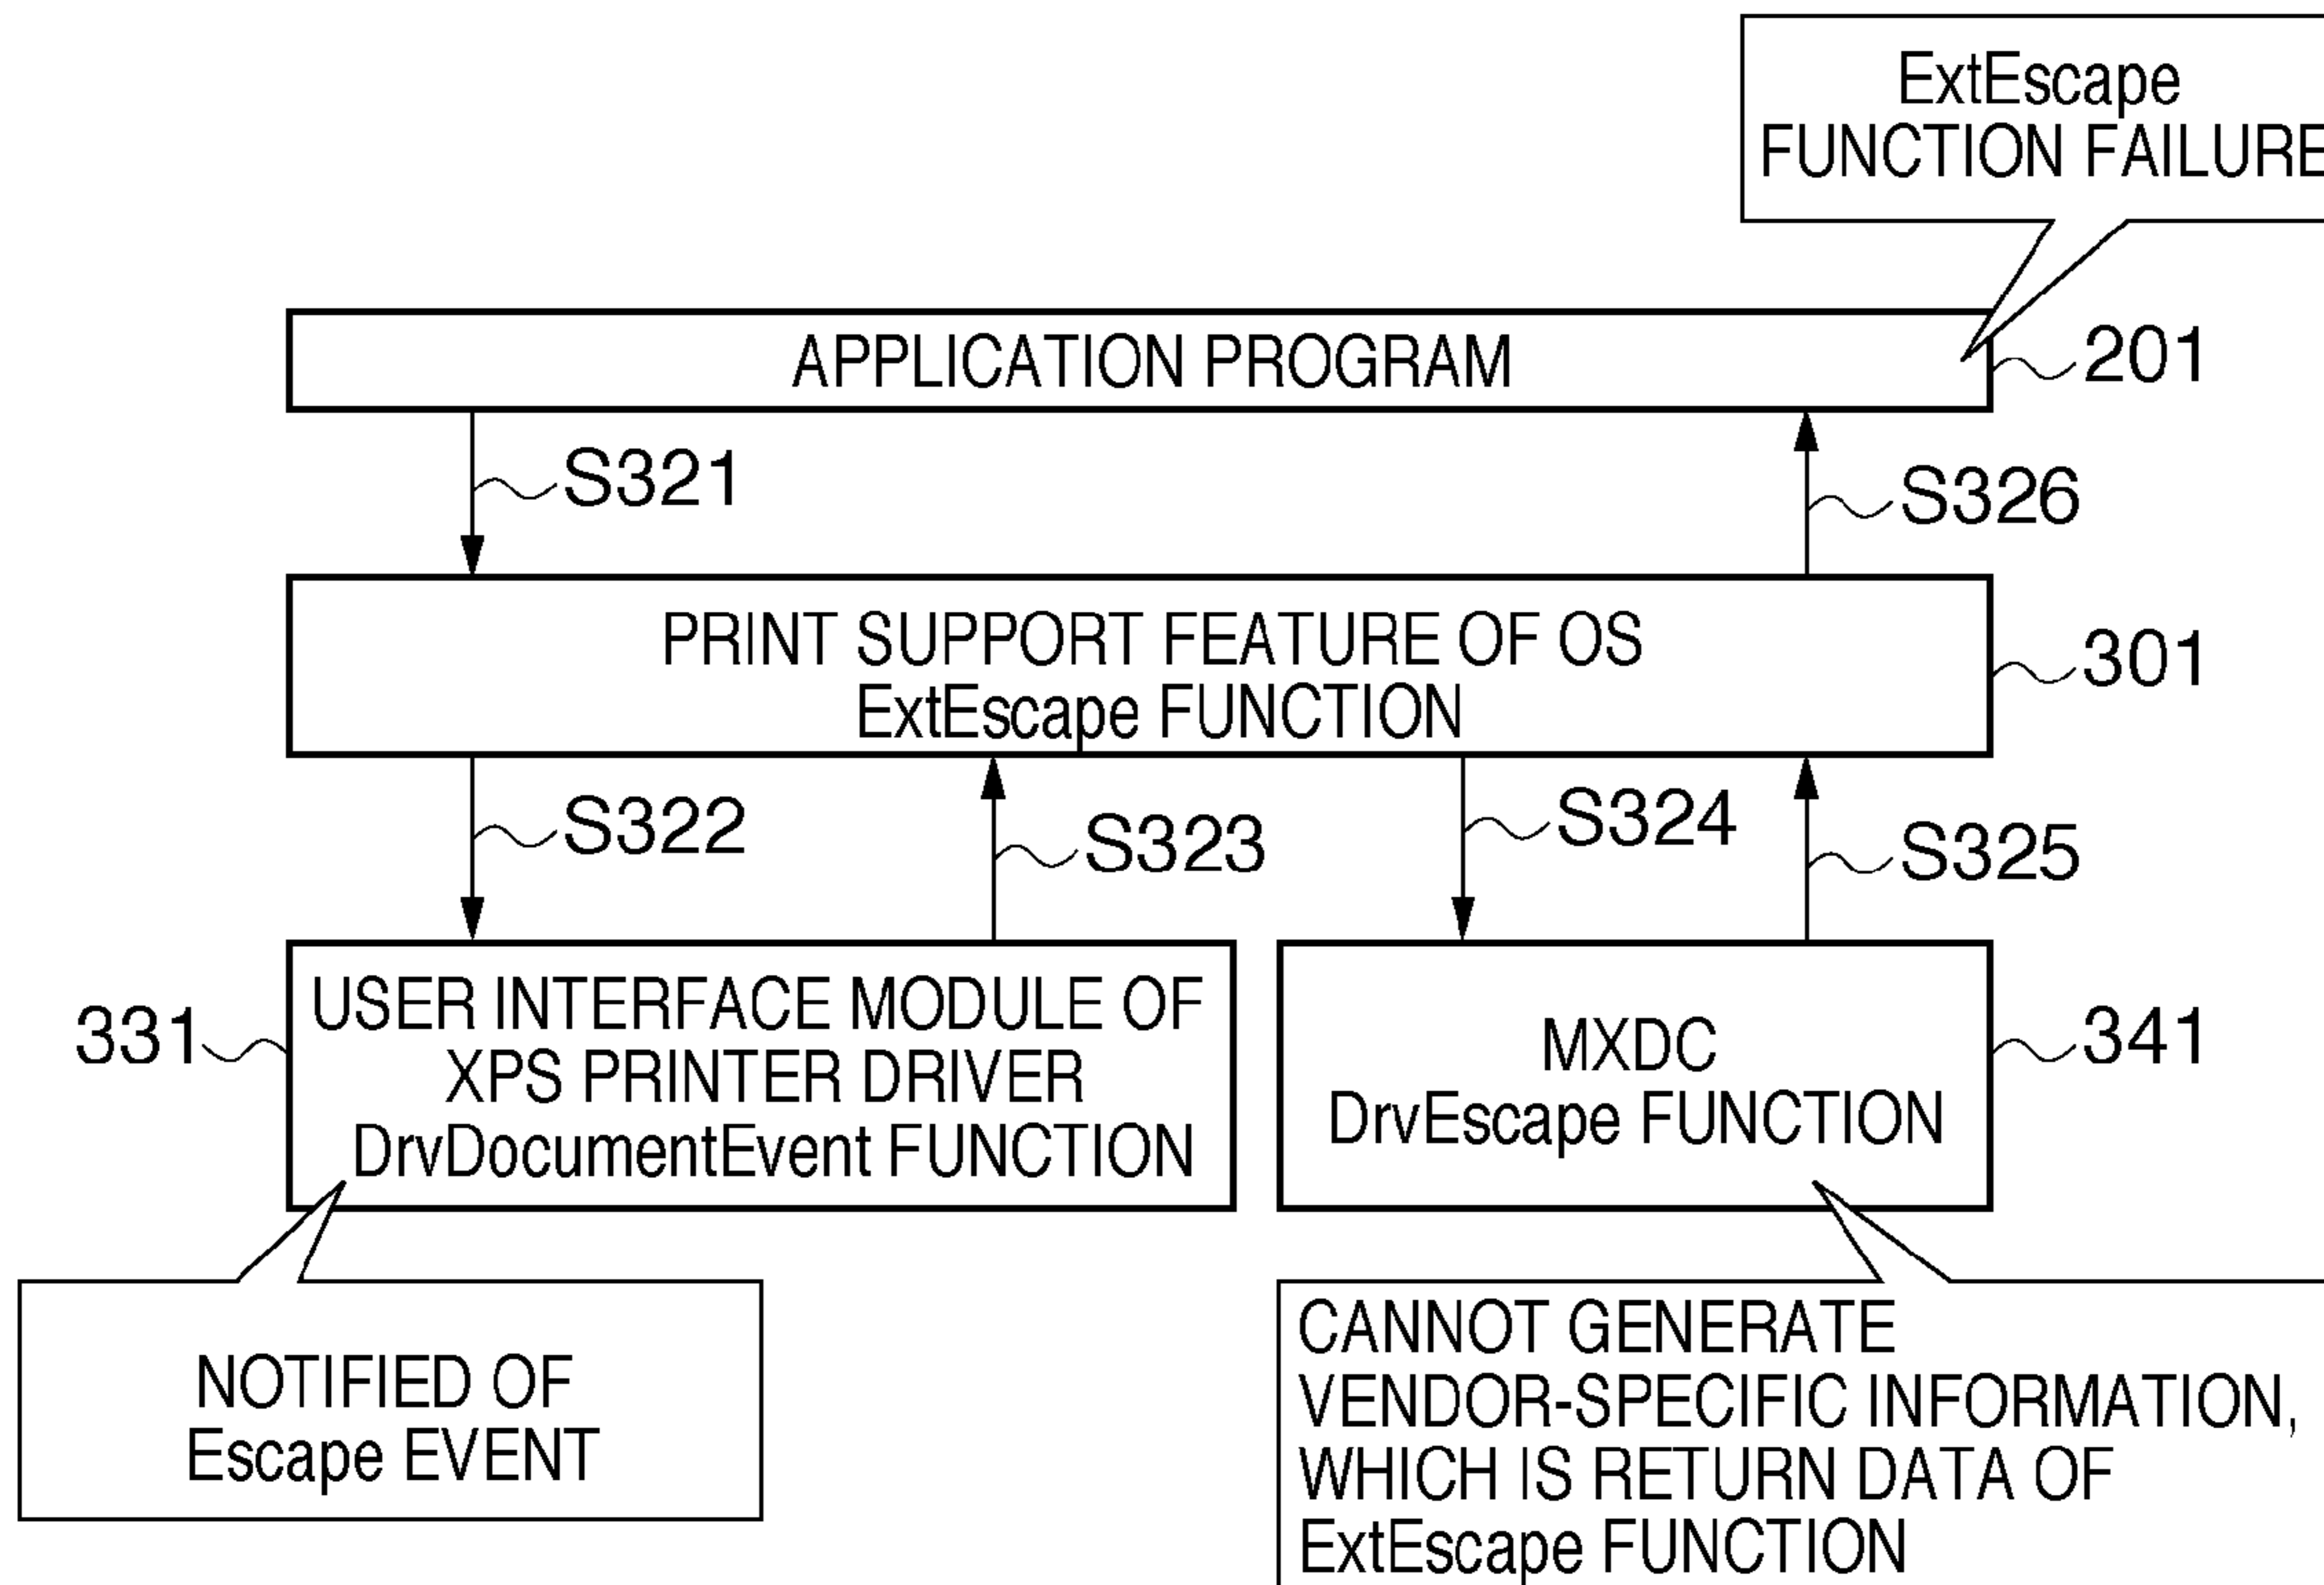 ExtEscape
FUNCTION FAILURE
APPLICATION PROGRAM
201
S321
S326
PRINT SUPPORT FEATURE OF OS
ExtEscape FUNCTION
301
S322
S323
S324
S325
331
USER INTERFACE MODULE OF
XPS PRINTER DRIVER
DrvDocumentEvent FUNCTION
MXDC
DrvEscape FUNCTION
341
NOTIFIED OF
Escape EVENT
CANNOT GENERATE
VENDOR-SPECIFIC INFORMATION,
WHICH IS RETURN DATA OF
ExtEscape FUNCTION